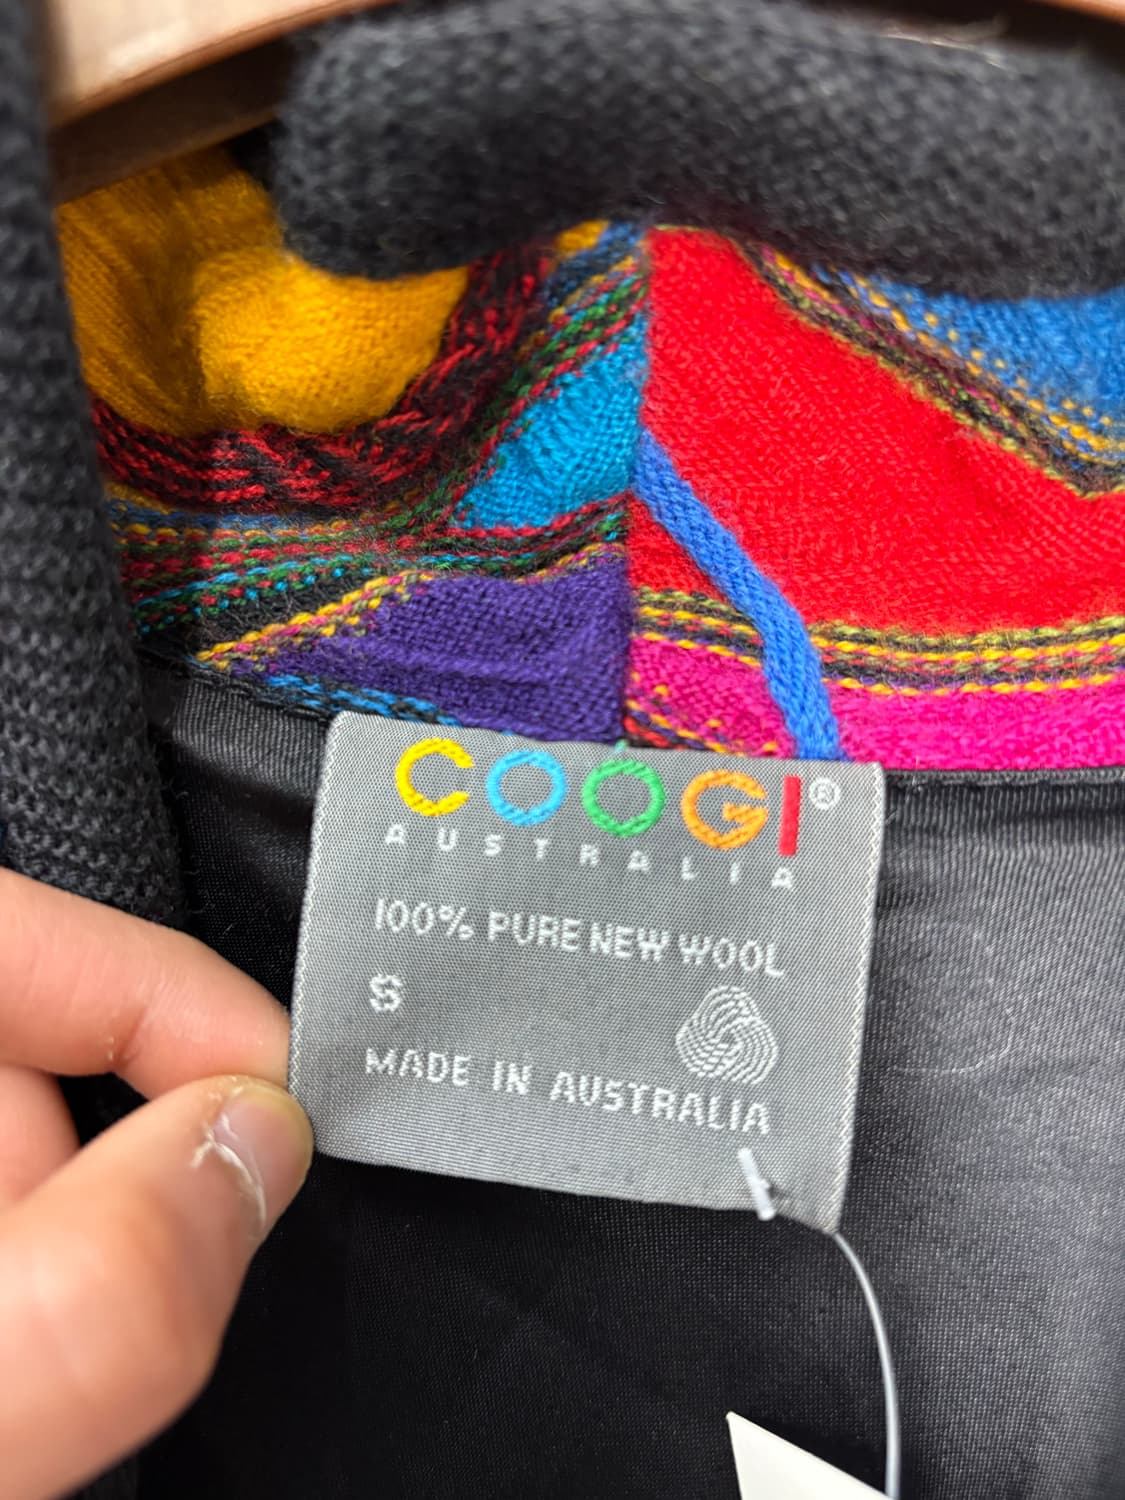 COOGI®
AUSTRALIA
100% PURE NEW WOOL
S
MADE IN AUSTRALIA